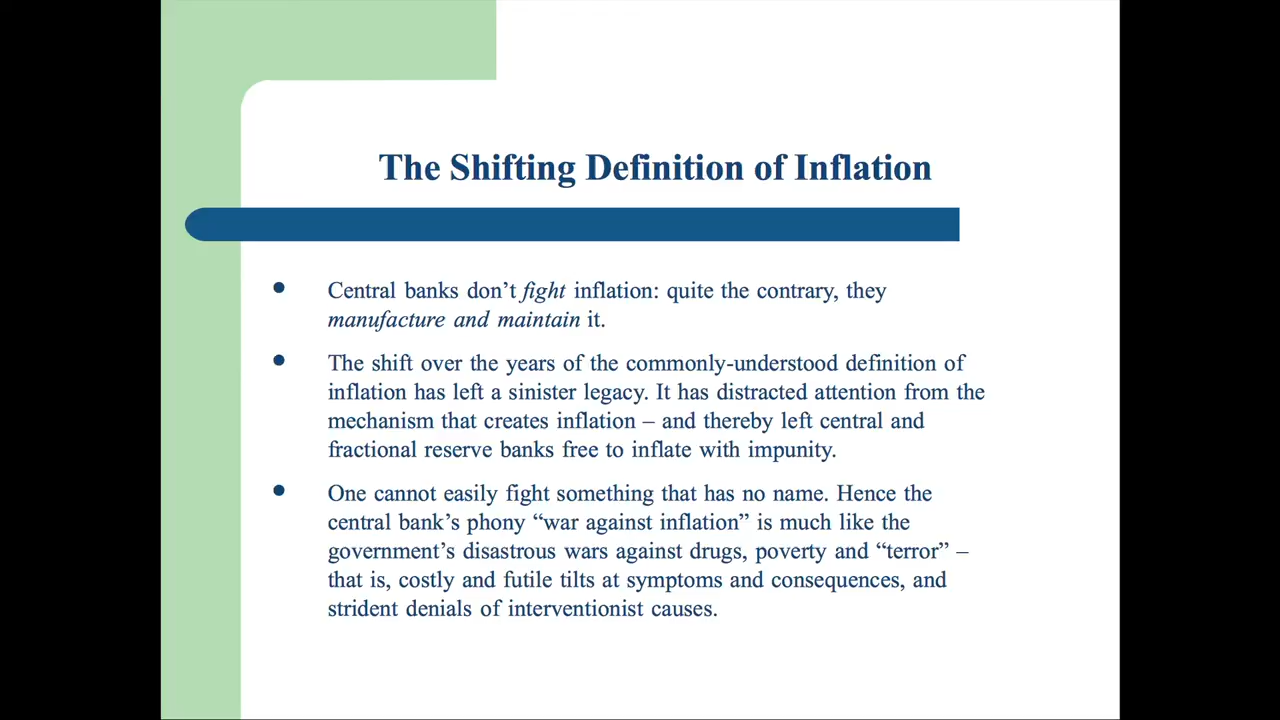 The Shifting Definition of Inflation
• Central banks don’t fight inflation: quite the contrary, they
manufacture and maintain it.
• The shift over the years of the commonly-understood definition of
inflation has left a sinister legacy. It has distracted attention from the
mechanism that creates inflation – and thereby left central and
fractional reserve banks free to inflate with impunity.
• One cannot easily fight something that has no name. Hence the
central bank’s phony “war against inflation” is much like the
government’s disastrous wars against drugs, poverty and “terror” –
that is, costly and futile tilts at symptoms and consequences, and
strident denials of interventionist causes.